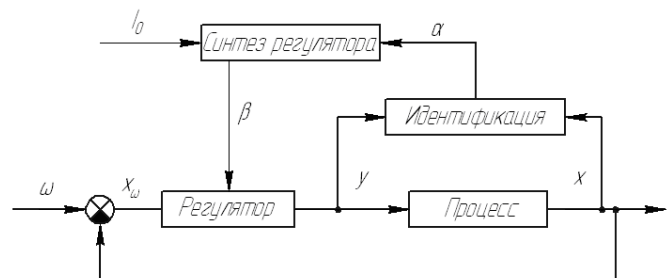 I₀
Синтез регулятора
α
β
Идентификация
ω
xω
Регулятор
y
Процесс
x